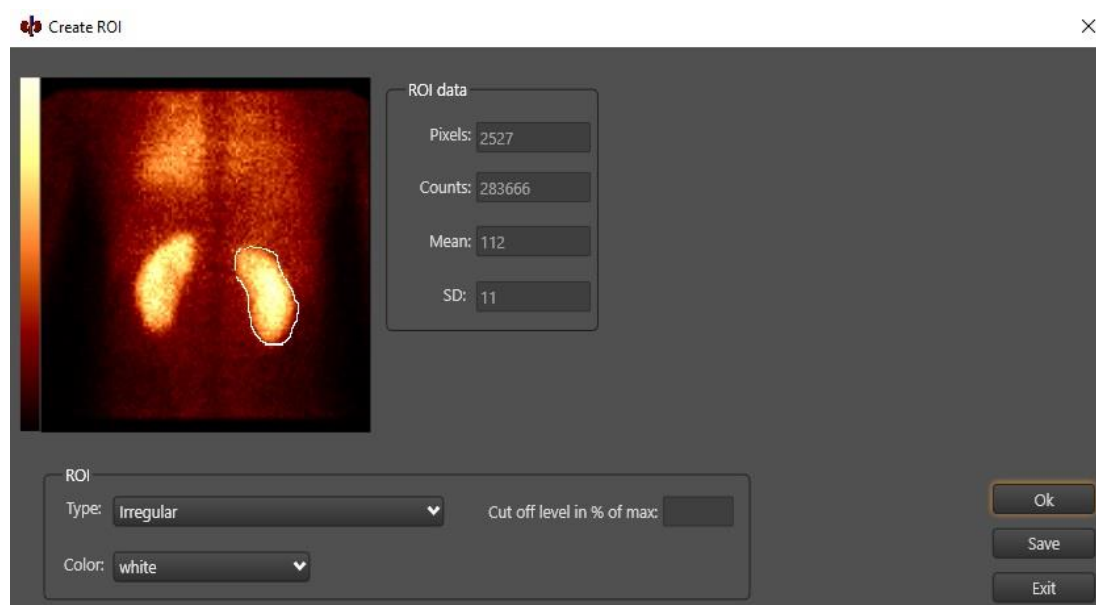 Create ROI
ROI data
Pixels: 2527
Counts: 283666
Mean: 112
SD: 11
ROI
Type: Irregular
Cut off level in % of max:
Color: white
Ok
Save
Exit